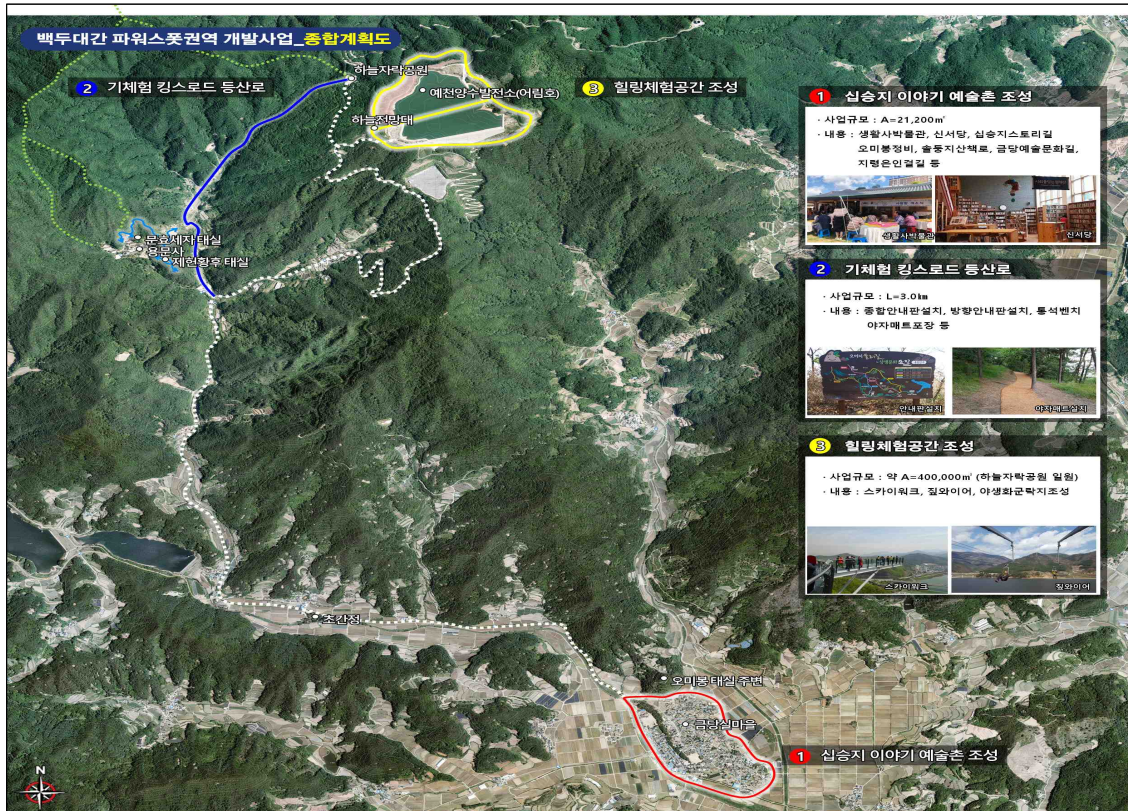 백두대간 파워스폿권역 개발사업_종합계획도
2 기체험 킹스로드 등산로
하늘자락공원
예천양수발전소(어림호)
하늘전망대
3 힐링체험공간 조성
문효세자 태실
용문사
제헌황후 태실
초간정
오미봉 태실 주변
금당실마을
1 십승지 이야기 예술촌 조성
N
1 십승지 이야기 예술촌 조성
· 사업규모 : A=21,200㎡
· 내용 : 생활사박물관, 신서당, 십승지스토리길
오미봉정비, 솔둥지산책로, 금당예술문화길,
지령은인결길 등
생활사박물관
신서당
2 기체험 킹스로드 등산로
· 사업규모 : L=3.0km
· 내용 : 종합안내판설치, 방향안내판설치, 통석벤치
야자매트포장 등
안내판설치
야자매트설치
3 힐링체험공간 조성
· 사업규모 : 약 A=400,000㎡ (하늘자락공원 일원)
· 내용 : 스카이워크, 짚와이어, 야생화군락지조성
스카이워크
짚와이어